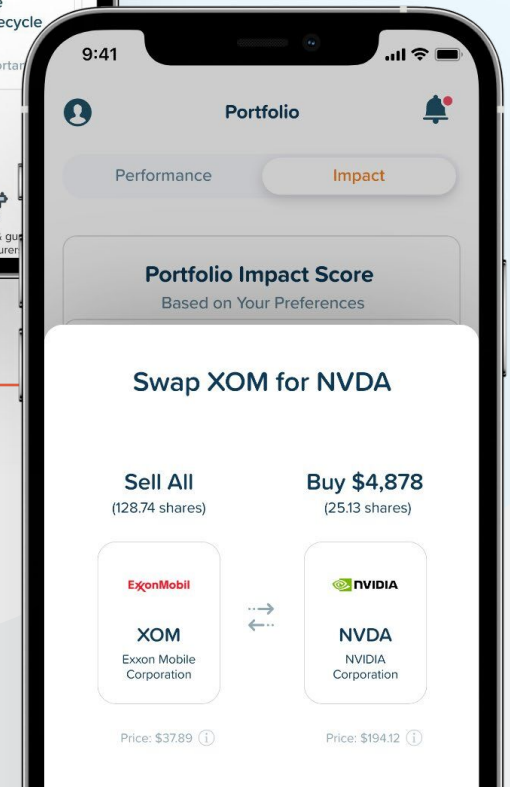 ecycle
9:41
Portfolio
Performance
Impact
Portfolio Impact Score
Based on Your Preferences
Swap XOM for NVDA
Sell All
(128.74 shares)
Buy $4,878
(25.13 shares)
ExxonMobil
XOM
Exxon Mobile
Corporation
Price: $37.89
NVIDIA
NVDA
NVIDIA
Corporation
Price: $194.12